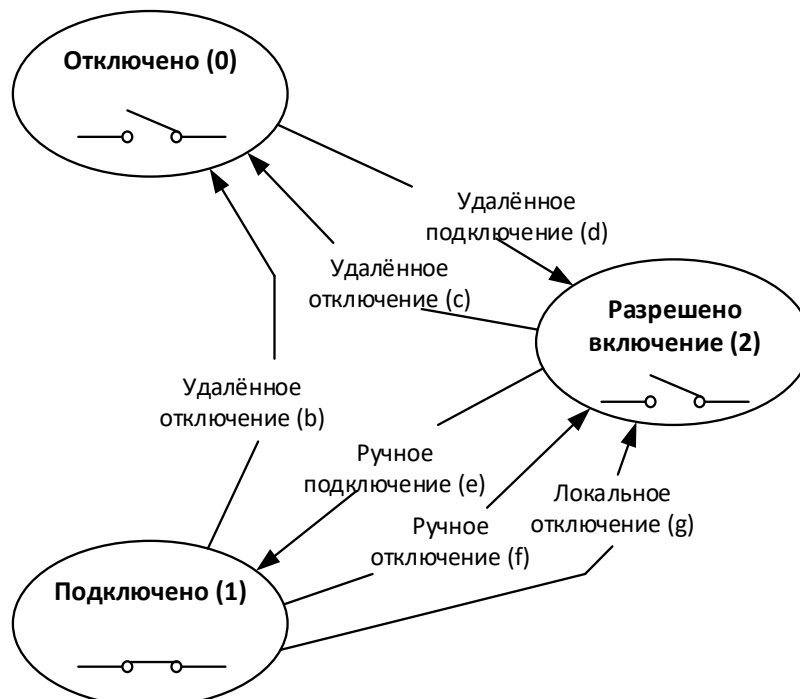 Отключено (0)
Удалённое
подключение (d)
Удалённое
отключение (c)
Разрешено
включение (2)
Удалённое
отключение (b)
Ручное
подключение (e)
Локальное
отключение (g)
Ручное
отключение (f)
Подключено (1)